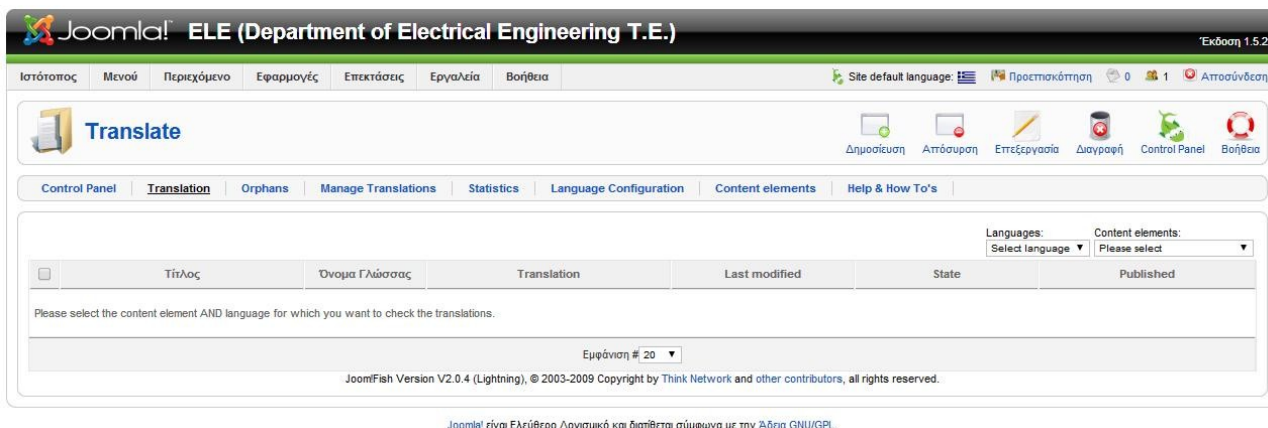 Joomla!™ ELE (Department of Electrical Engineering T.E.)
Έκδοση 1.5.2
Ιστότοπος Μενού Περιεχόμενο Εφαρμογές Επεκτάσεις Εργαλεία Βοήθεια Site default language: Προεπισκόπηση 0 1 Αποσύνδεση
Translate
Δημοσίευση Απόσυρση Επεξεργασία Διαγραφή Control Panel Βοήθεια
Control Panel Translation Orphans Manage Translations Statistics Language Configuration Content elements Help & How To's
Languages: Content elements:
Select language Please select
Τίτλος Όνομα Γλώσσας Translation Last modified State Published
Please select the content element AND language for which you want to check the translations.
Εμφάνιση # 20
Joom!Fish Version V2.0.4 (Lightning), © 2003-2009 Copyright by Think Network and other contributors, all rights reserved.
Joomla! είναι Ελεύθερο Λογισμικό και διατίθεται σύμφωνα με την Άδεια GNU/GPL.